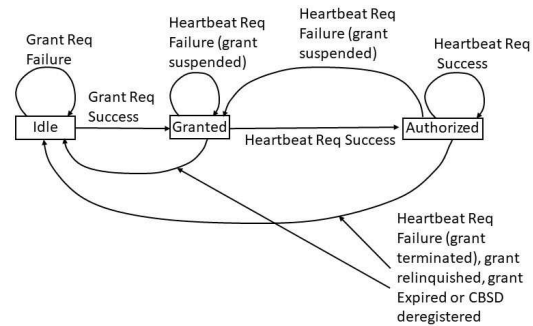 Grant Req
Failure
Heartbeat Req
Failure (grant
suspended)
Heartbeat Req
Failure (grant
suspended)
Heartbeat Req
Success
Grant Req
Success
Idle
Granted
Heartbeat Req Success
Authorized
Heartbeat Req
Failure (grant
terminated), grant
relinquished, grant
Expired or CBSD
deregistered